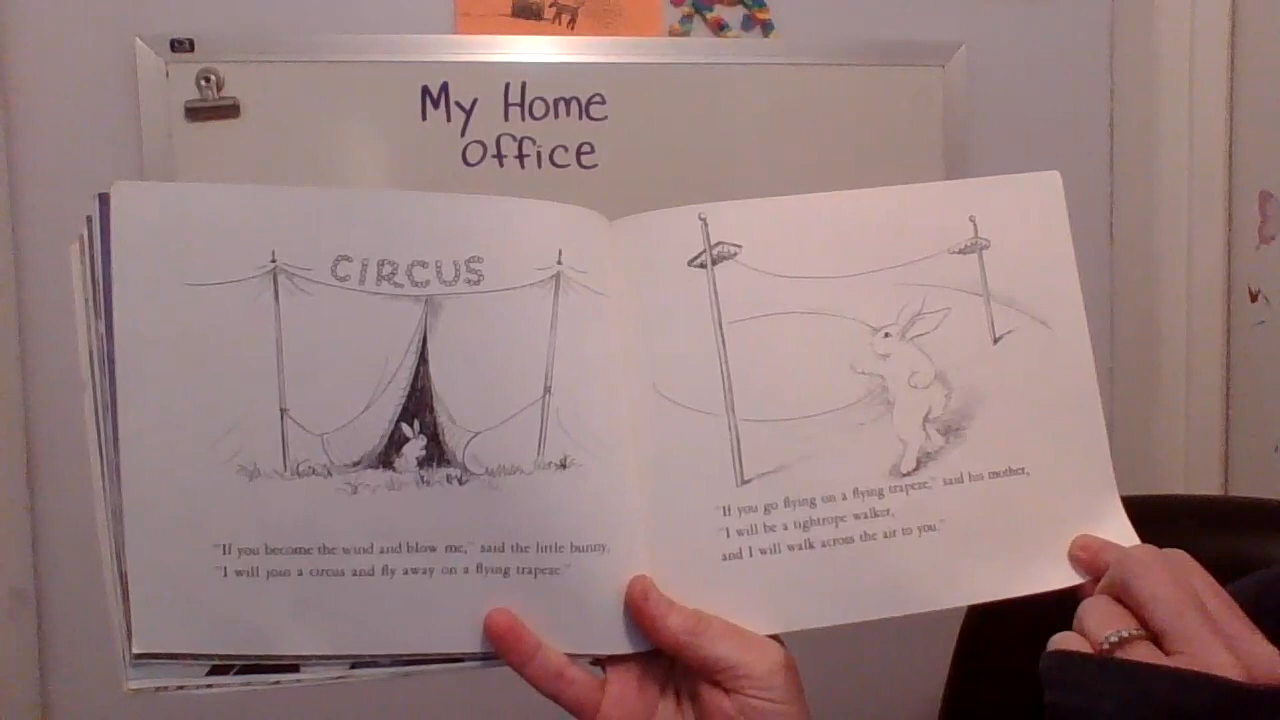 My Home
Office
CIRCUS
"If you become the wind and blow me," said the little bunny,
"I will join a circus and fly away on a flying trapeze."
"If you go flying on a flying trapeze," said his mother,
"I will be a tightrope walker,
and I will walk across the air to you."